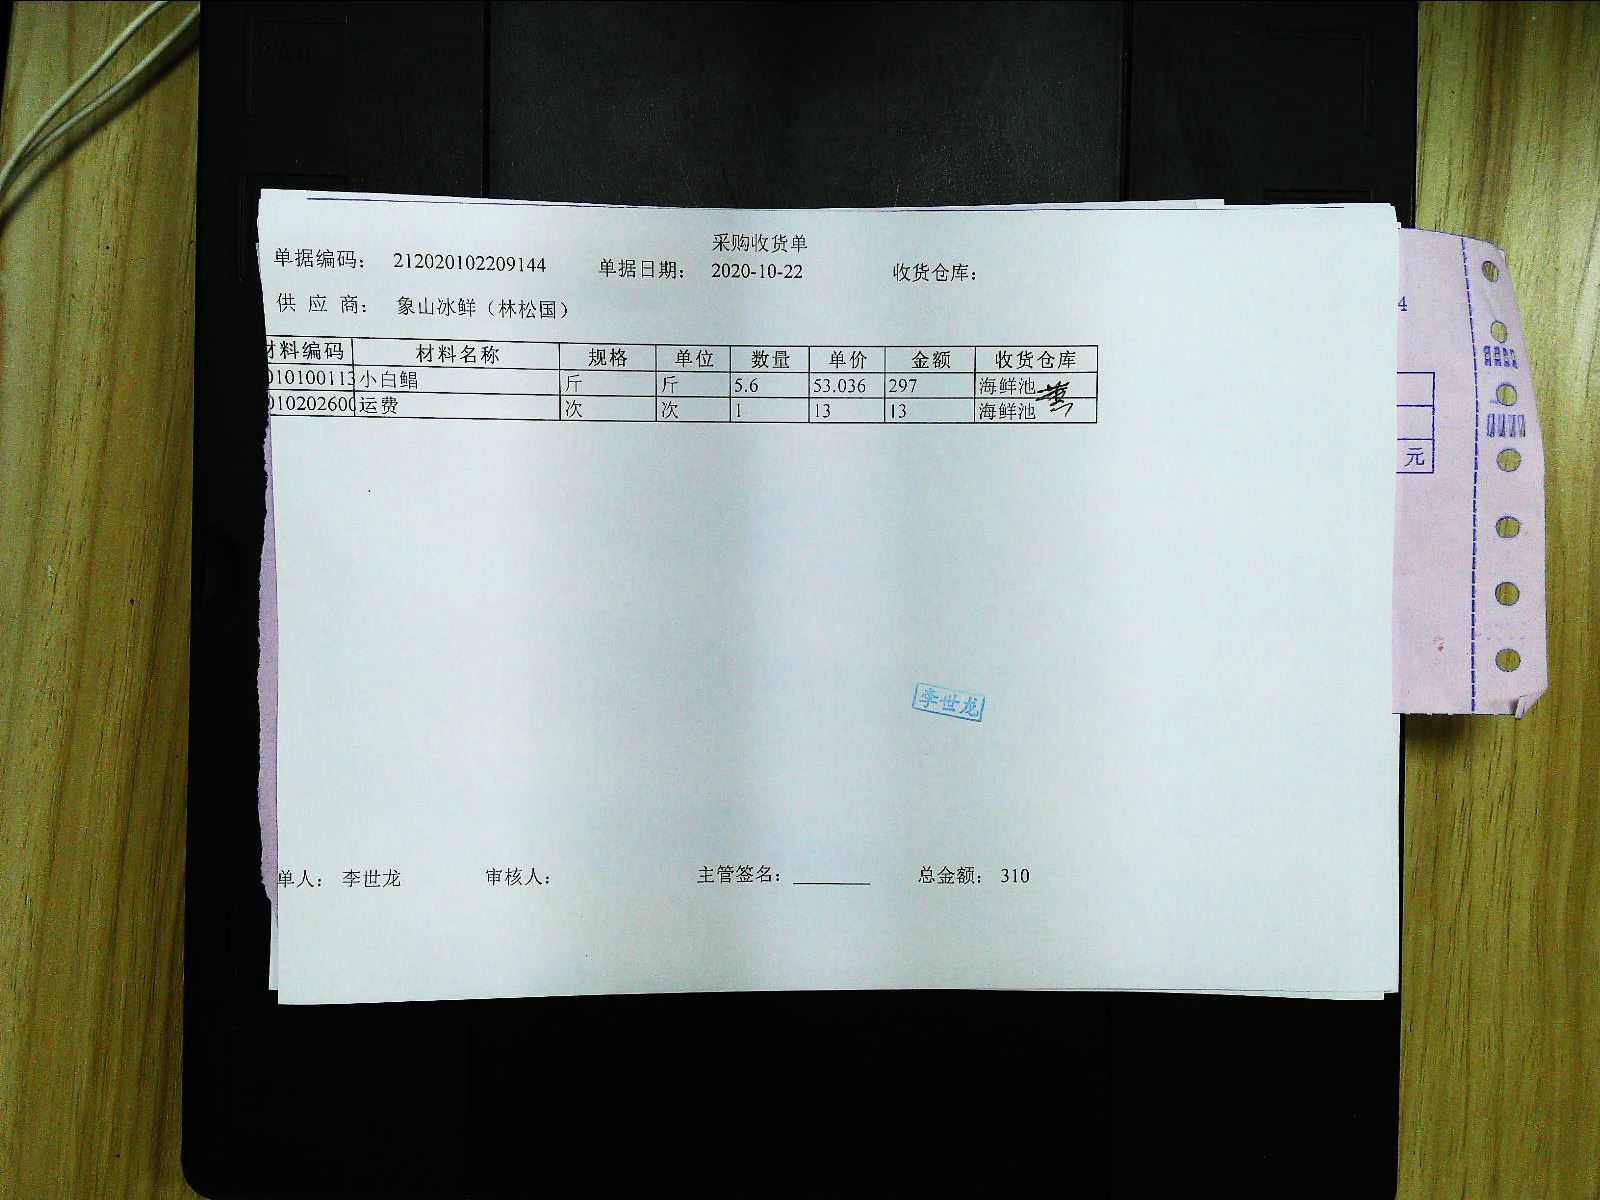 采购收货单
单据编码： 212020102209144 单据日期： 2020-10-22 收货仓库：
供 应 商： 象山冰鲜（林松国）
材料编码 材料名称 规格 单位 数量 单价 金额 收货仓库
010100113 小白鲳 斤 斤 5.6 53.036 297 海鲜池
010202600 运费 次 次 1 13 13 海鲜池
李世龙
单人： 李世龙 审核人： 主管签名： 总金额： 310
4
元